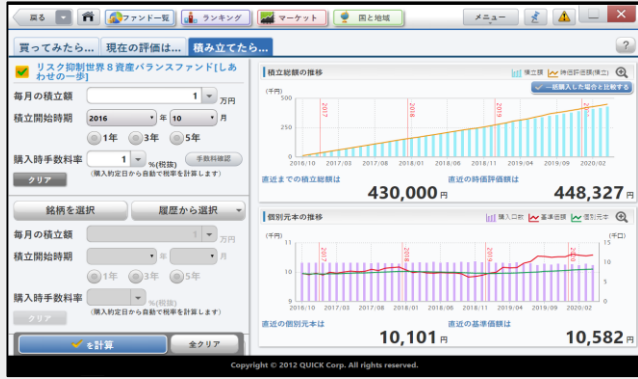 戻る ファンド一覧 ランキング マーケット 国と地域 メニュー
買ってみたら... 現在の評価は... 積み立てたら...
リスク抑制世界８資産バランスファンド[しあわせの一歩]
毎月の積立額 1 万円
積立開始時期 2016 年 10 月
1年 3年 5年
購入時手数料率 1 %(税抜) 手数料確認
(購入約定日から自動で税率を計算します)
クリア
銘柄を選択 履歴から選択
毎月の積立額 1 万円
積立開始時期 年 月
1年 3年 5年
購入時手数料率 %(税抜)
(購入約定日から自動で税率を計算します)
クリア
を計算 全クリア
積立総額の推移 積立額 時価評価額(積立)
一括購入した場合と比較する
(千円)
500
250
0
2017 2018 2019 2020
2016/10 2017/03 2017/08 2018/01 2018/06 2018/11 2019/04 2019/09 2020/02
直近までの積立総額は 430,000 円
直近の時価評価額は 448,327 円
個別元本の推移 購入口数 基準価額 個別元本
(千円) (千口)
11 15
10 10
5
9 0
2017 2018 2019 2020
2016/10 2017/03 2017/08 2018/01 2018/06 2018/11 2019/04 2019/09 2020/02
直近の個別元本は 10,101 円
直近の基準価額は 10,582 円
Copyright © 2012 QUICK Corp. All rights reserved.